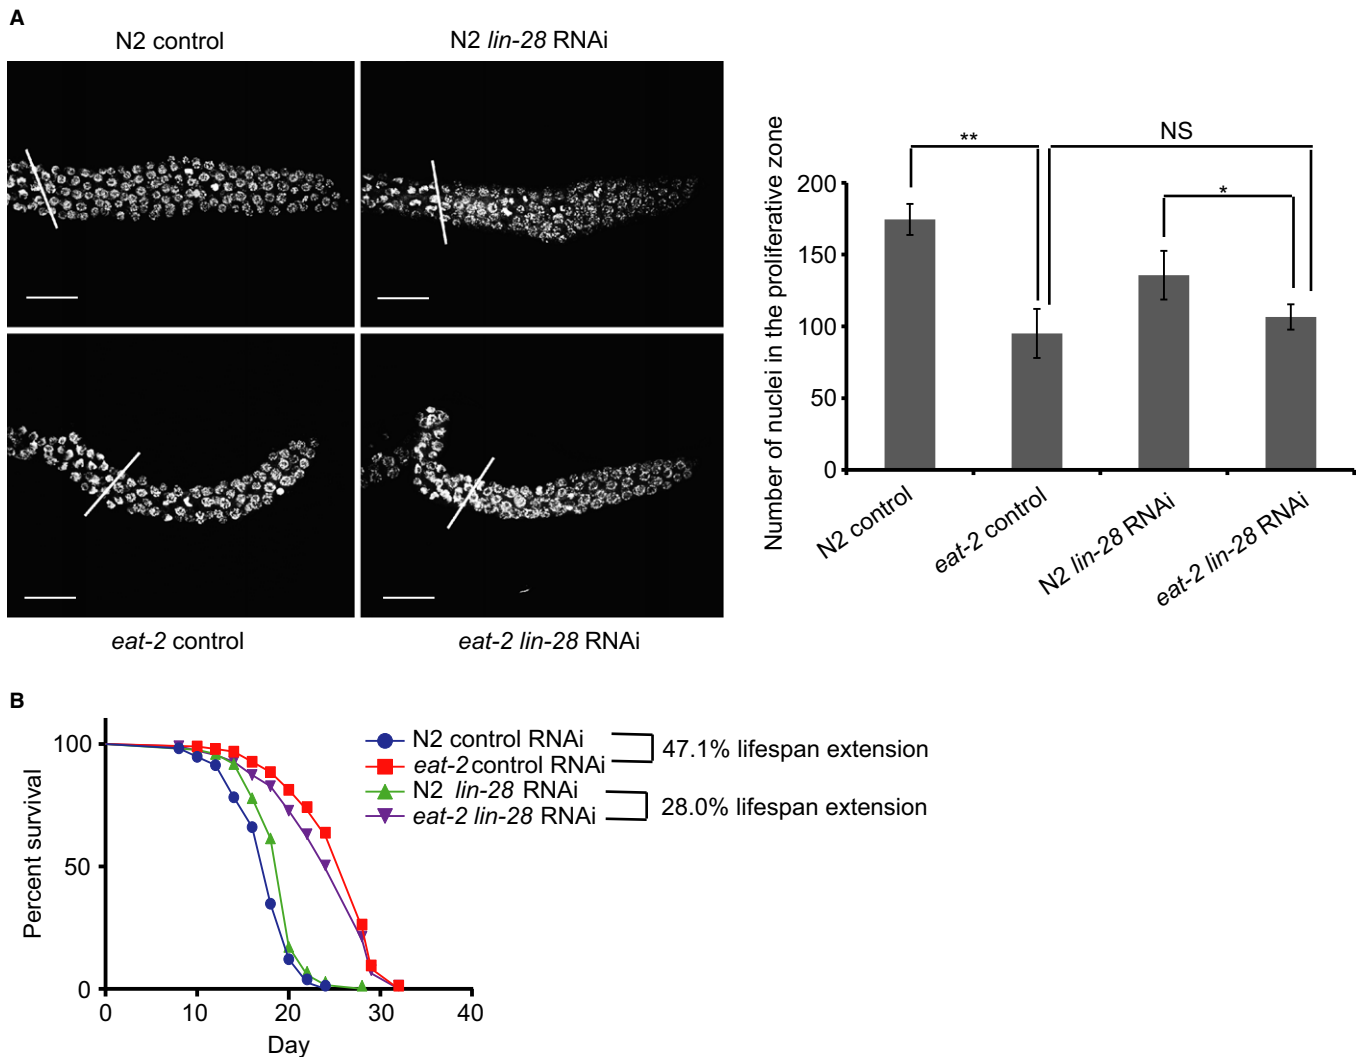 A
N2 control
N2 lin-28 RNAi
eat-2 control
eat-2 lin-28 RNAi
Number of nuclei in the proliferative zone
200
150
100
50
0
**
NS
*
N2 control
eat-2 control
N2 lin-28 RNAi
eat-2 lin-28 RNAi
B
Percent survival
100
50
0
0 10 20 30 40
Day
N2 control RNAi
eat-2 control RNAi
N2 lin-28 RNAi
eat-2 lin-28 RNAi
47.1% lifespan extension
28.0% lifespan extension